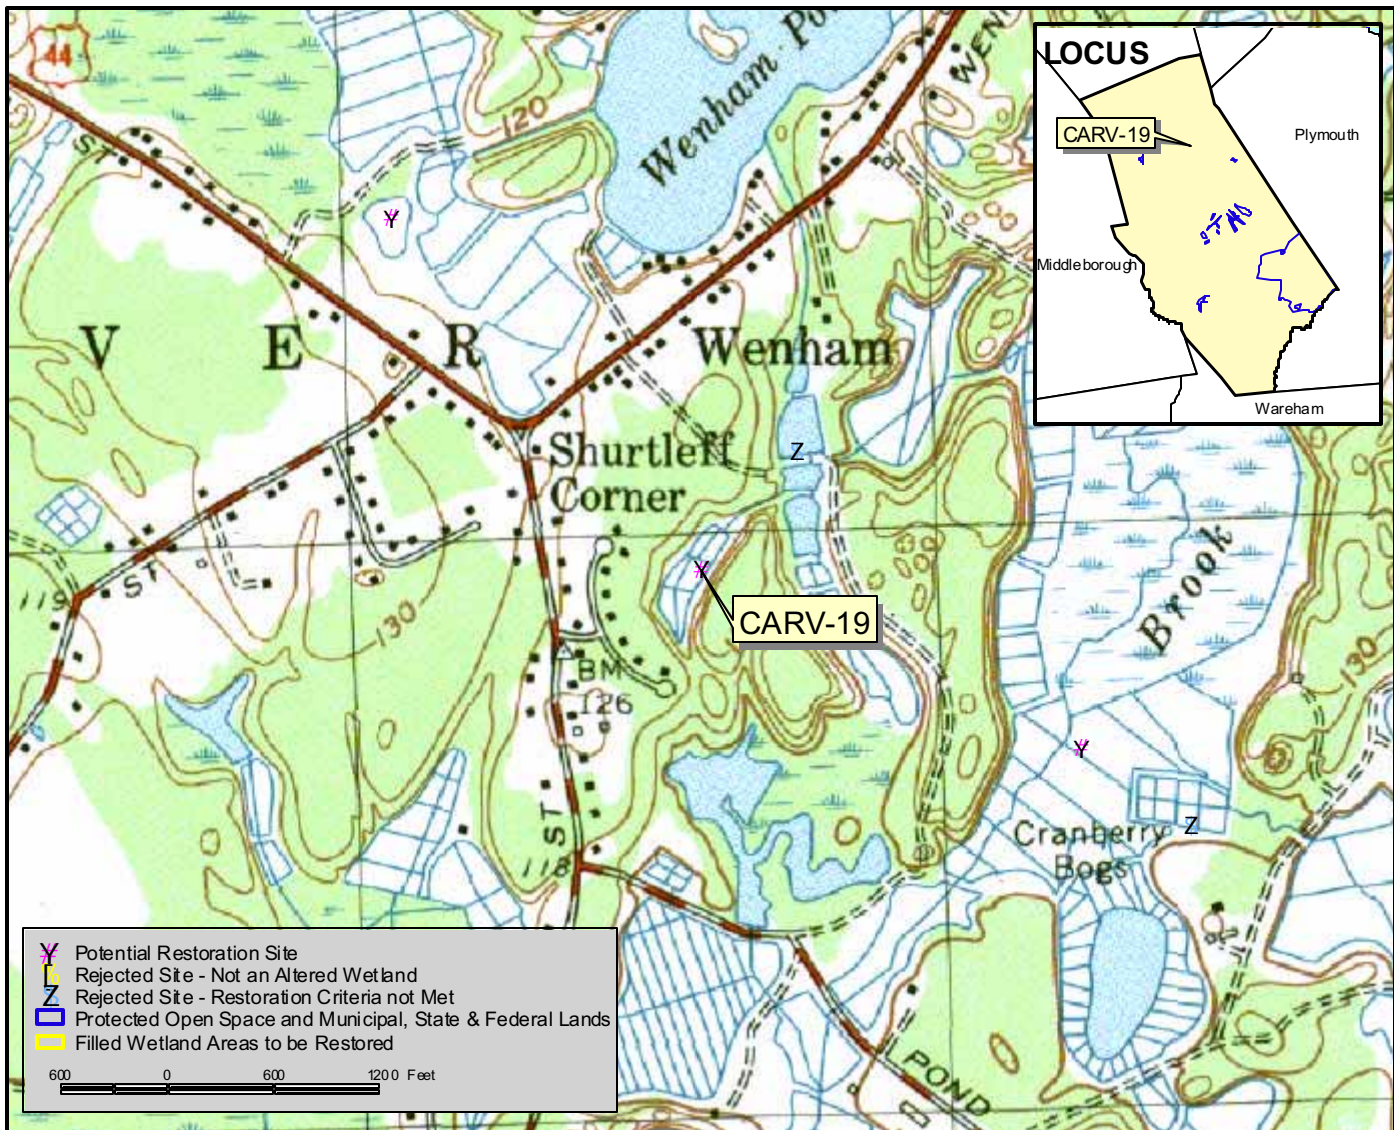 44
ST
120
Wenham Po
WEN
LOCUS
CARV-19
Plymouth
Middleborough
Wareham
Y
V E R
Wenham
Shurtleff
Corner
Z
Y
CARV-19
119
ST
130
BM
126
Brook
130
Y
Z
Cranberry
Bogs
ST
118
POND
Y Potential Restoration Site
Rejected Site - Not an Altered Wetland
Z Rejected Site - Restoration Criteria not Met
Protected Open Space and Municipal, State & Federal Lands
Filled Wetland Areas to be Restored
600 0 600 1200 Feet